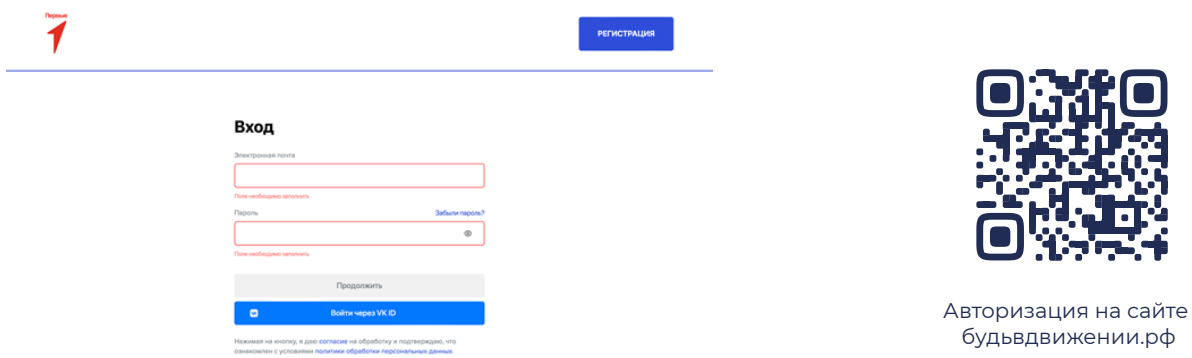 Первые
РЕГИСТРАЦИЯ
Вход
Электронная почта
Поле необходимо заполнить
Пароль
Забыли пароль?
Поле необходимо заполнить
Продолжить
Войти через VK ID
Нажимая на кнопку, я даю согласие на обработку и подтверждаю, что
ознакомлен с условиями политики обработки персональных данных.
Авторизация на сайте
будьвдвижении.рф